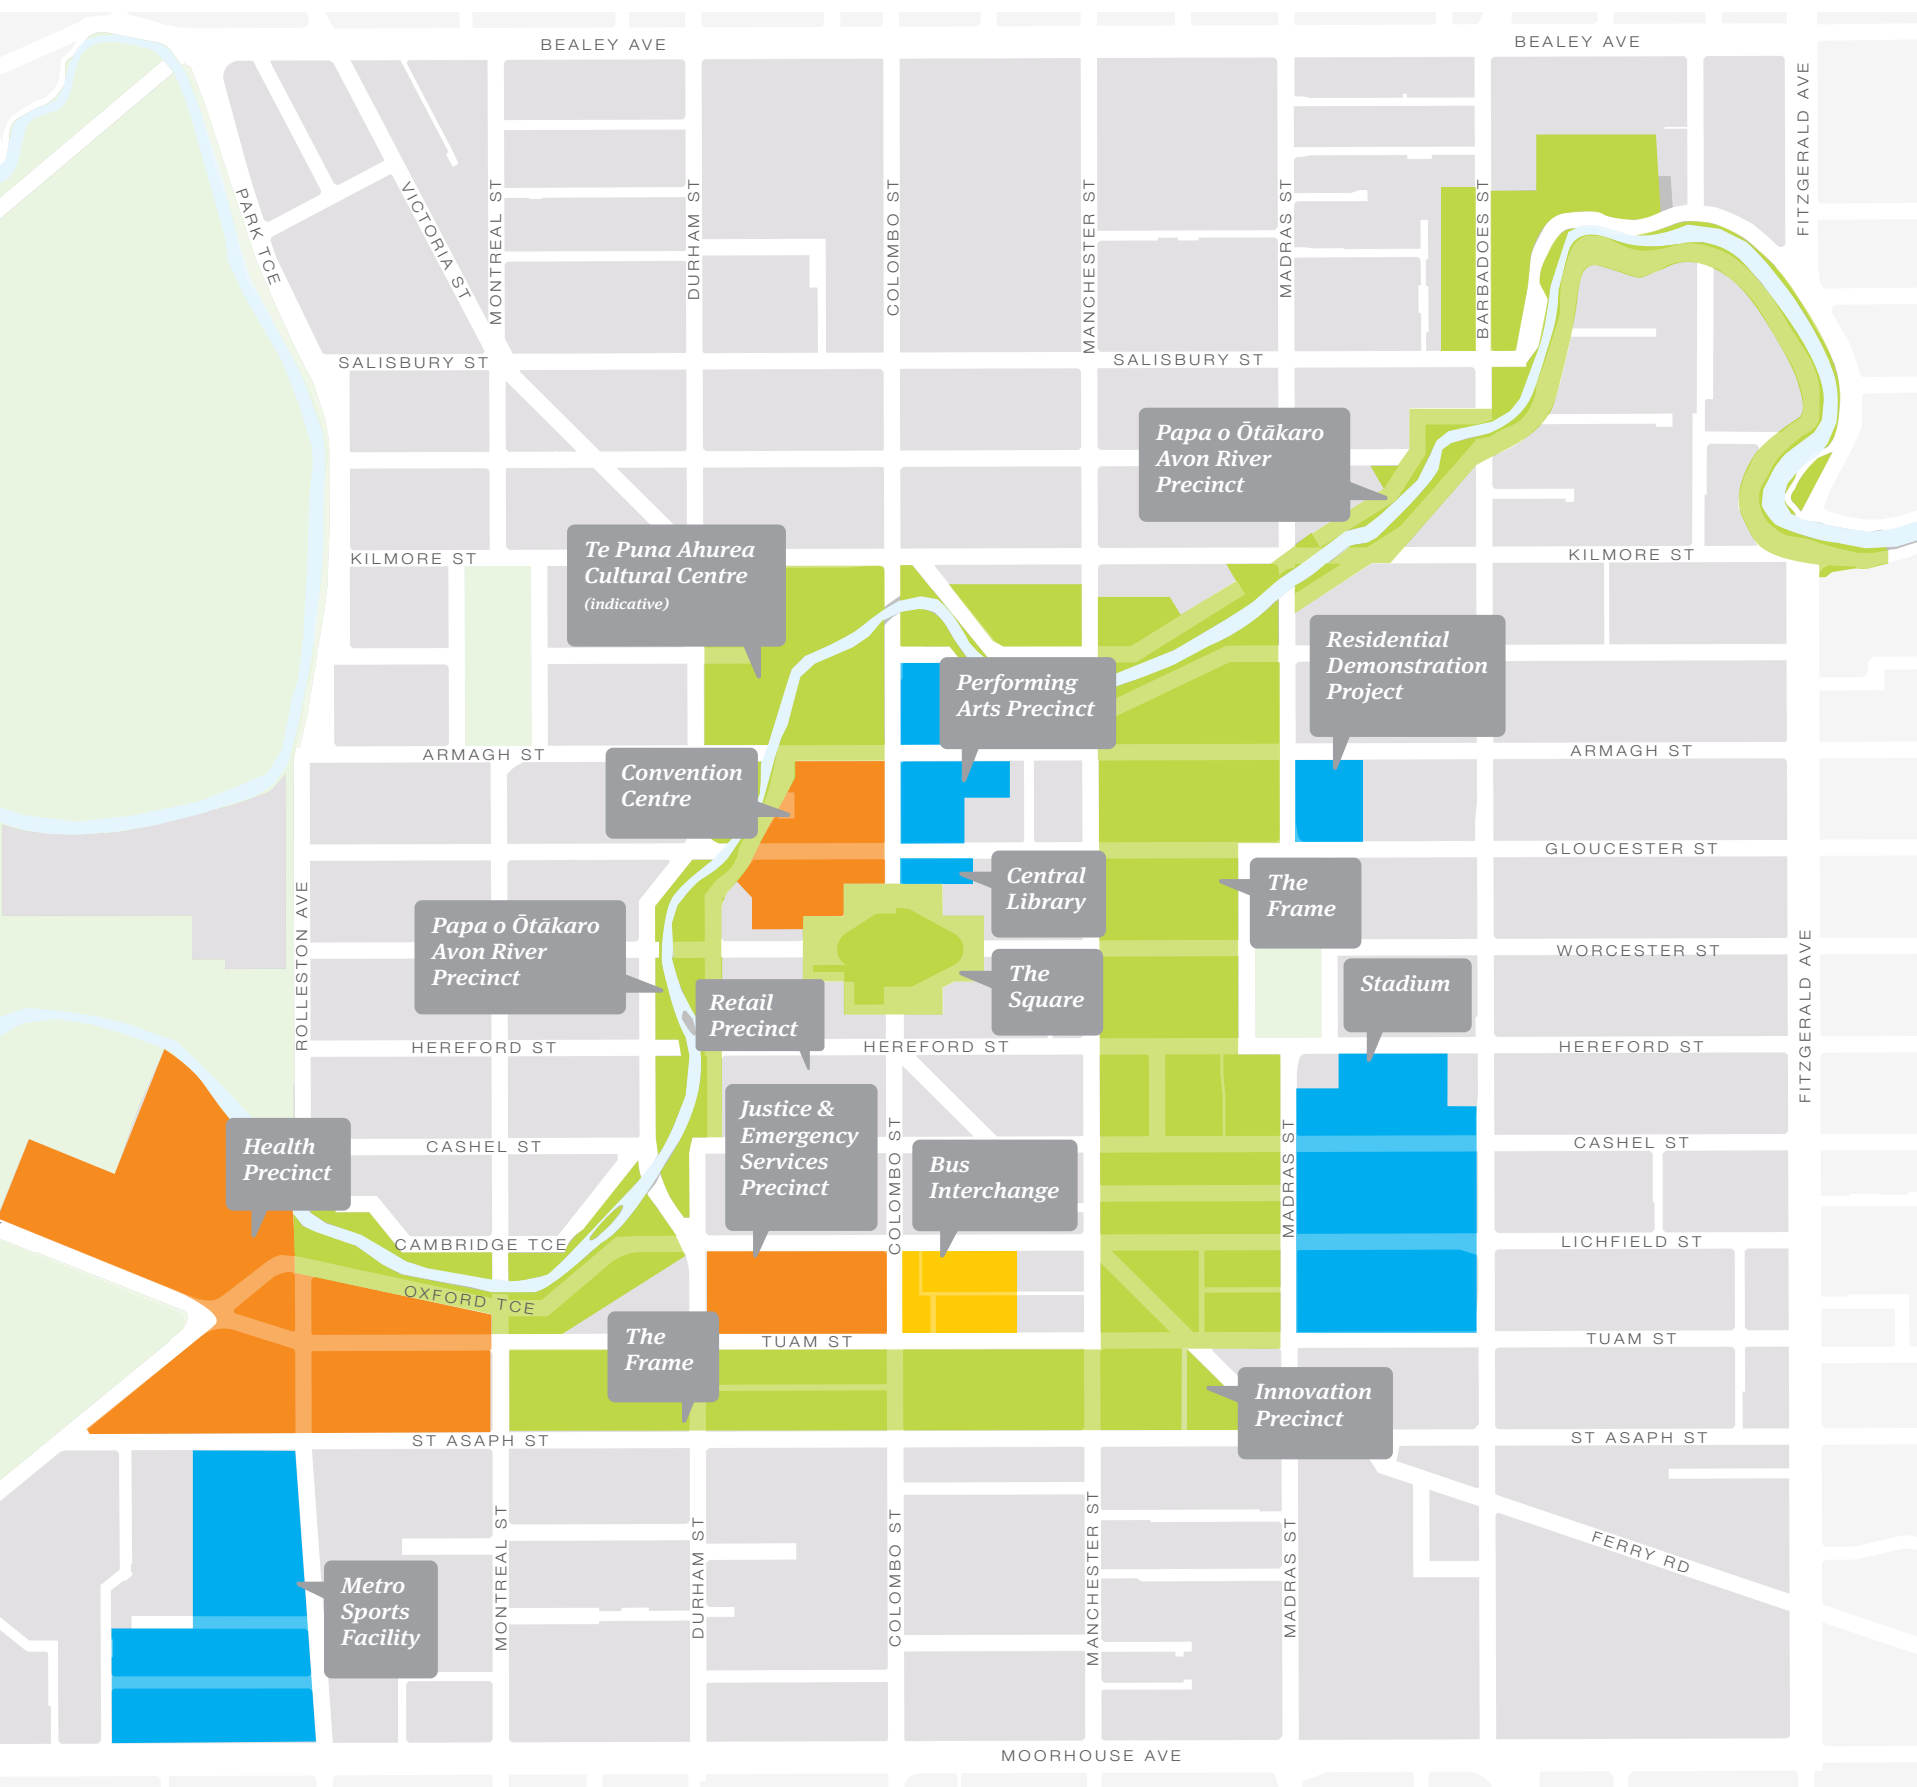 BEALEY AVE
BEALEY AVE
FITZGERALD AVE
PARK TCE
VICTORIA ST
MONTREAL ST
DURHAM ST
COLOMBO ST
MANCHESTER ST
MADRAS ST
BARBADOES ST
SALISBURY ST
SALISBURY ST
Papa o Ōtākaro
Avon River
Precinct
Te Puna Ahurea
Cultural Centre
(indicative)
KILMORE ST
KILMORE ST
Residential
Demonstration
Project
Performing
Arts Precinct
ARMAGH ST
ARMAGH ST
Convention
Centre
GLOUCESTER ST
Central
Library
The
Frame
ROLLESTON AVE
Papa o Ōtākaro
Avon River
Precinct
WORCESTER ST
FITZGERALD AVE
The
Square
Stadium
Retail
Precinct
HEREFORD ST
HEREFORD ST
HEREFORD ST
Justice &
Emergency
Services
Precinct
Health
Precinct
CASHEL ST
CASHEL ST
COLOMBO ST
MADRAS ST
Bus
Interchange
CAMBRIDGE TCE
LICHFIELD ST
OXFORD TCE
The
Frame
TUAM ST
TUAM ST
Innovation
Precinct
ST ASAPH ST
ST ASAPH ST
MONTREAL ST
DURHAM ST
COLOMBO ST
MANCHESTER ST
MADRAS ST
FERRY RD
Metro
Sports
Facility
MOORHOUSE AVE